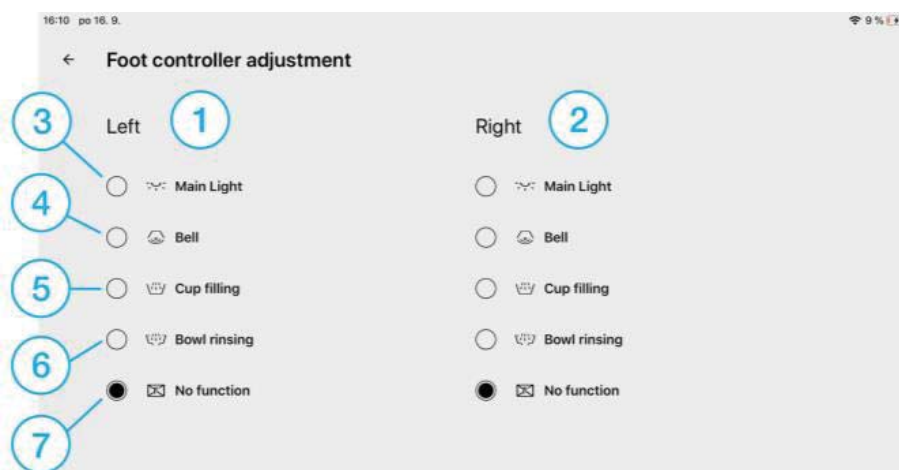 16:10 po 16. 9. 9 %
← Foot controller adjustment
3 Left 1 Right 2
Main Light Main Light
4
Bell Bell
5 Cup filling Cup filling
Bowl rinsing Bowl rinsing
6
No function No function
7